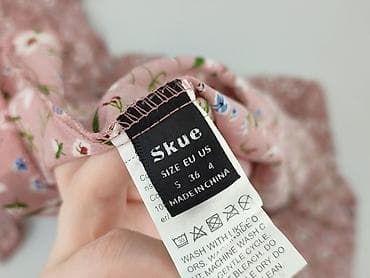 Skue
SIZE EU US
S 36 4
MADE IN CHINA
WASH WITH LIKE
ORS.
MACHINE WASH C
GENTLE CYCLE
BLEACH. DO
DRY DO